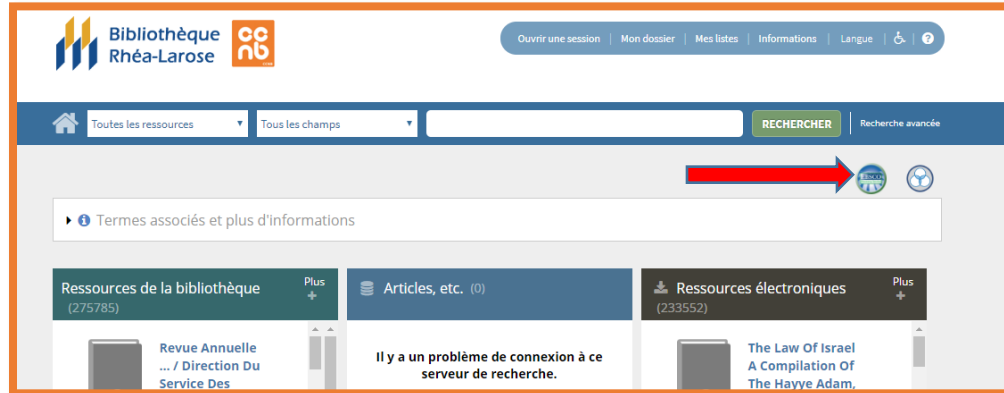 Bibliothèque
Rhéa-Larose
ccnb
Ouvrir une session | Mon dossier | Mes listes | Informations | Langue | ?
Toutes les ressources Tous les champs RECHERCHER Recherche avancée
Termes associés et plus d'informations
Ressources de la bibliothèque Plus
(275785) +
Articles, etc. (0)
Ressources électroniques Plus
(233552) +
Revue Annuelle
... / Direction Du
Service Des
Il y a un problème de connexion à ce
serveur de recherche.
The Law Of Israel
A Compilation Of
The Hayye Adam,